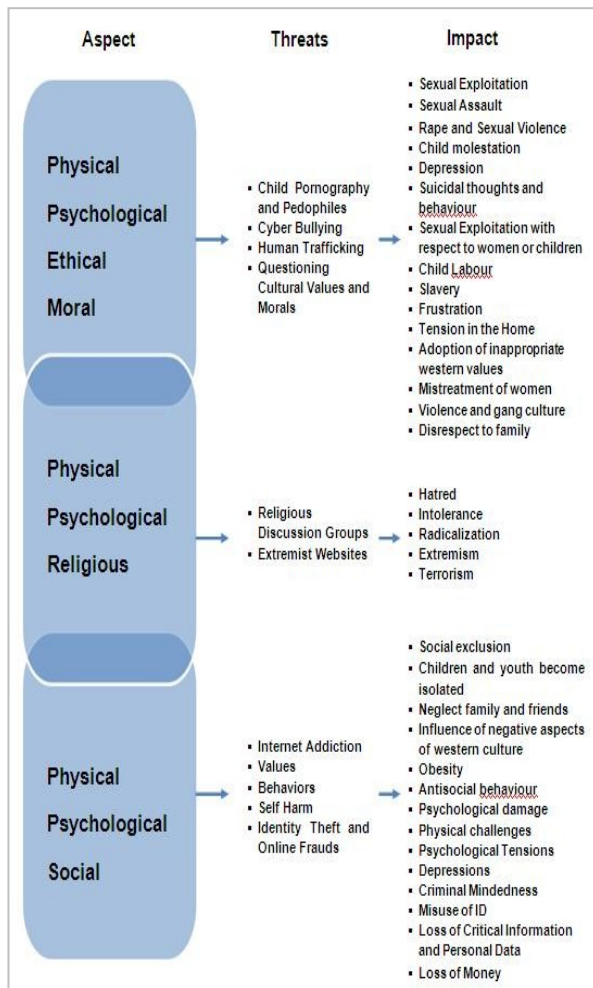 Aspect
Threats
Impact
Physical
Psychological
Ethical
Moral
▪ Child Pornography
and Pedophiles
▪ Cyber Bullying
▪ Human Trafficking
▪ Questioning
Cultural Values and
Morals
▪ Sexual Exploitation
▪ Sexual Assault
▪ Rape and Sexual Violence
▪ Child molestation
▪ Depression
▪ Suicidal thoughts and
behaviour
▪ Sexual Exploitation with
respect to women or children
▪ Child Labour
▪ Slavery
▪ Frustration
▪ Tension in the Home
▪ Adoption of inappropriate
western values
▪ Mistreatment of women
▪ Violence and gang culture
▪ Disrespect to family
Physical
Psychological
Religious
▪ Religious
Discussion Groups
▪ Extremist Websites
▪ Hatred
▪ Intolerance
▪ Radicalization
▪ Extremism
▪ Terrorism
Physical
Psychological
Social
▪ Internet Addiction
▪ Values
▪ Behaviors
▪ Self Harm
▪ Identity Theft and
Online Frauds
▪ Social exclusion
▪ Children and youth become
isolated
▪ Neglect family and friends
▪ Influence of negative aspects
of western culture
▪ Obesity
▪ Antisocial behaviour
▪ Psychological damage
▪ Physical challenges
▪ Psychological Tensions
▪ Depressions
▪ Criminal Mindedness
▪ Misuse of ID
▪ Loss of Critical Information
and Personal Data
▪ Loss of Money